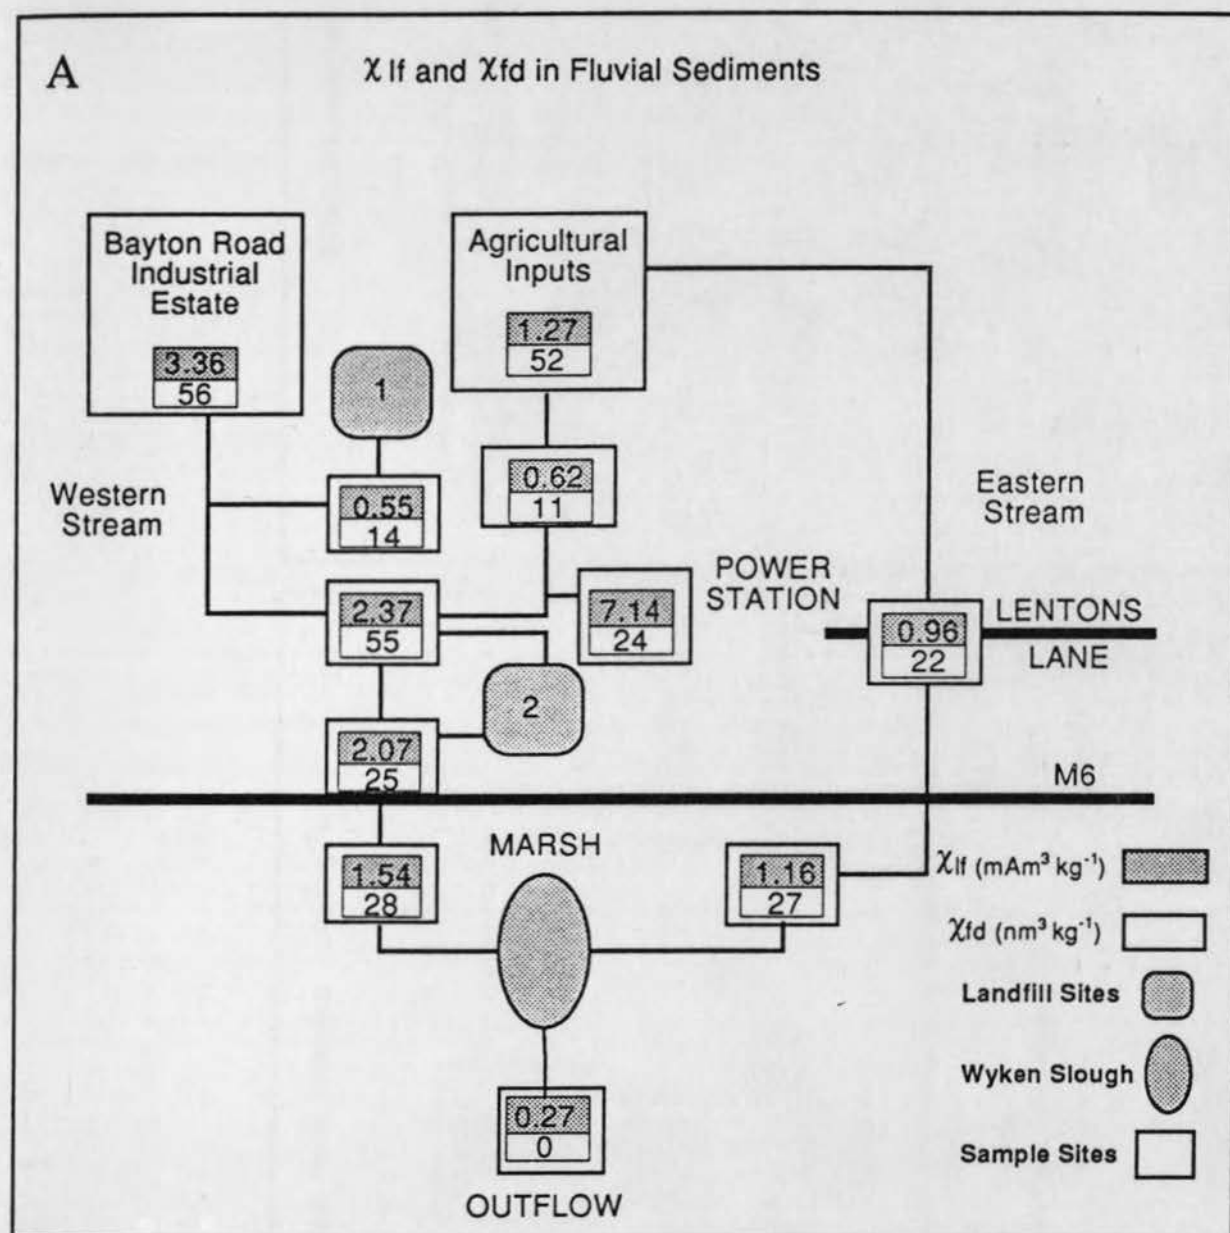 A
χlf and χfd in Fluvial Sediments
Bayton Road
Industrial
Estate
3.36
56
1
Agricultural
Inputs
1.27
52
Western
Stream
0.55
14
0.62
11
Eastern
Stream
2.37
55
7.14
24
POWER
STATION
0.96
22
LENTONS
LANE
2
2.07
25
M6
1.54
28
MARSH
1.16
27
χlf (mAm³ kg⁻¹)
χfd (nm³ kg⁻¹)
Landfill Sites
Wyken Slough
Sample Sites
0.27
0
OUTFLOW